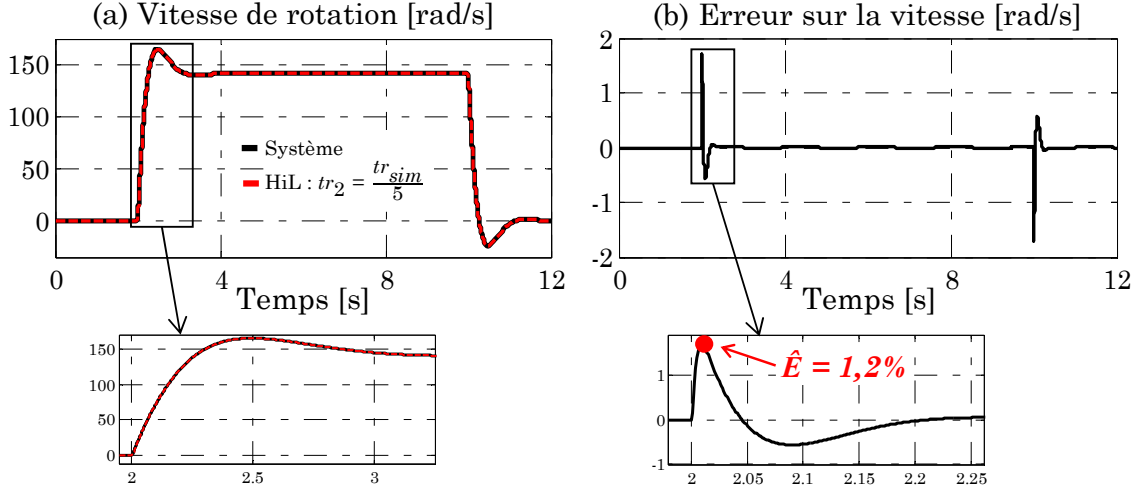 (a) Vitesse de rotation [rad/s]
150
100
50
0
Système
HiL : tr₂ = tr_sim/5
0 4 8 12
Temps [s]
150
100
50
0
2 2.5 3
(b) Erreur sur la vitesse [rad/s]
2
1
0
-1
-2
0 4 8 12
Temps [s]
1
0
-1
Ê = 1,2%
2 2.05 2.1 2.15 2.2 2.25